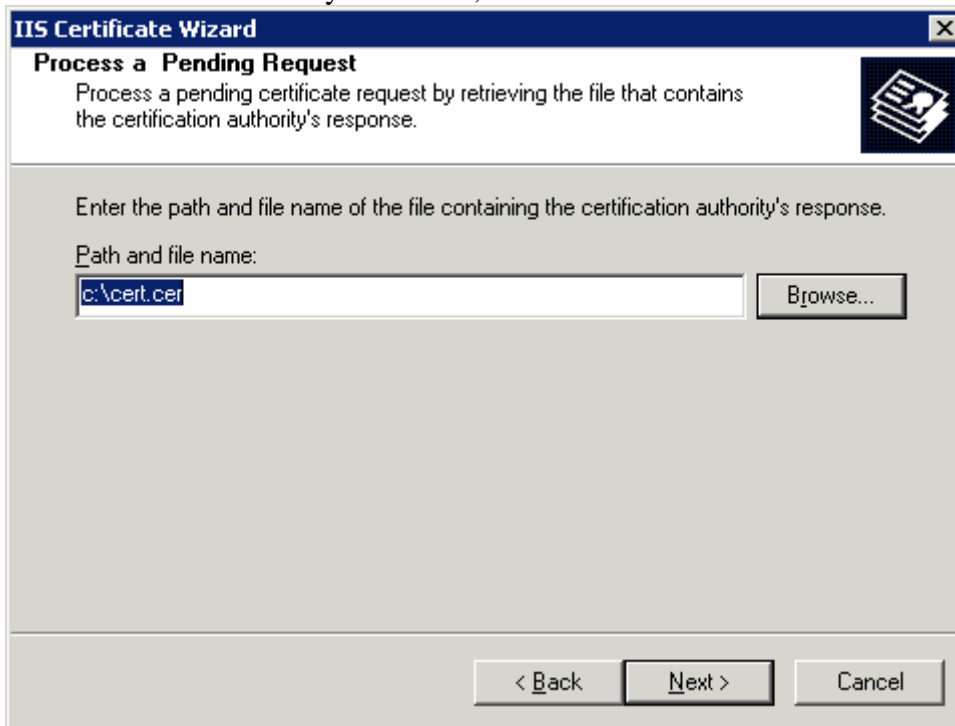 IIS Certificate Wizard
Process a Pending Request
Process a pending certificate request by retrieving the file that contains
the certification authority's response.
Enter the path and file name of the file containing the certification authority's response.
Path and file name:
c:\cert.cer
Browse...
< Back
Next >
Cancel